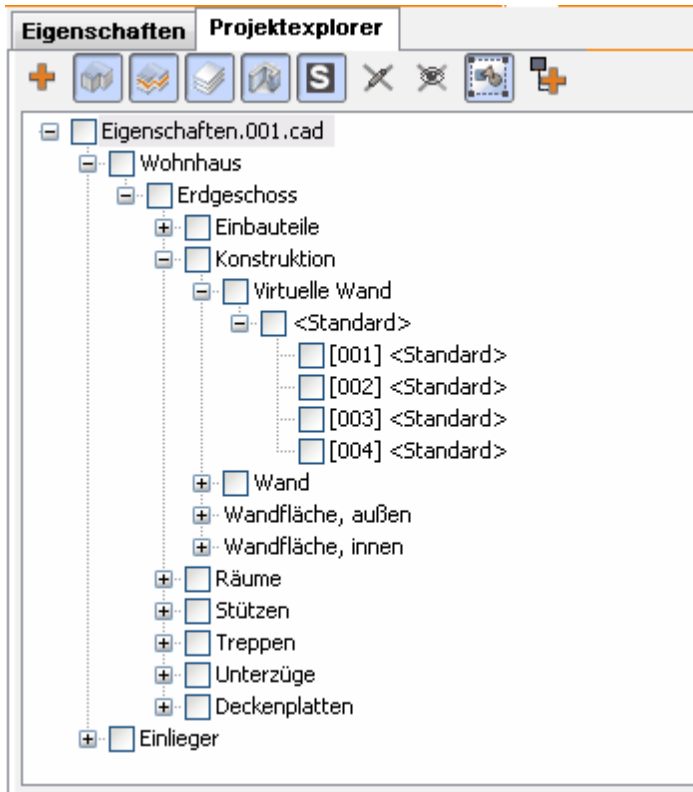 Eigenschaften Projektexplorer
S
Eigenschaften.001.cad
Wohnhaus
Erdgeschoss
Einbauteile
Konstruktion
Virtuelle Wand
<Standard>
[001] <Standard>
[002] <Standard>
[003] <Standard>
[004] <Standard>
Wand
Wandfläche, außen
Wandfläche, innen
Räume
Stützen
Treppen
Unterzüge
Deckenplatten
Einlieger